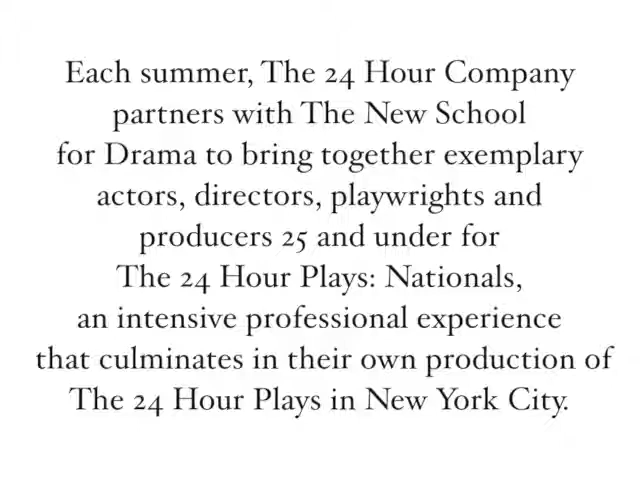 Each summer, The 24 Hour Company
partners with The New School
for Drama to bring together exemplary
actors, directors, playwrights and
producers 25 and under for
The 24 Hour Plays: Nationals,
an intensive professional experience
that culminates in their own production of
The 24 Hour Plays in New York City.